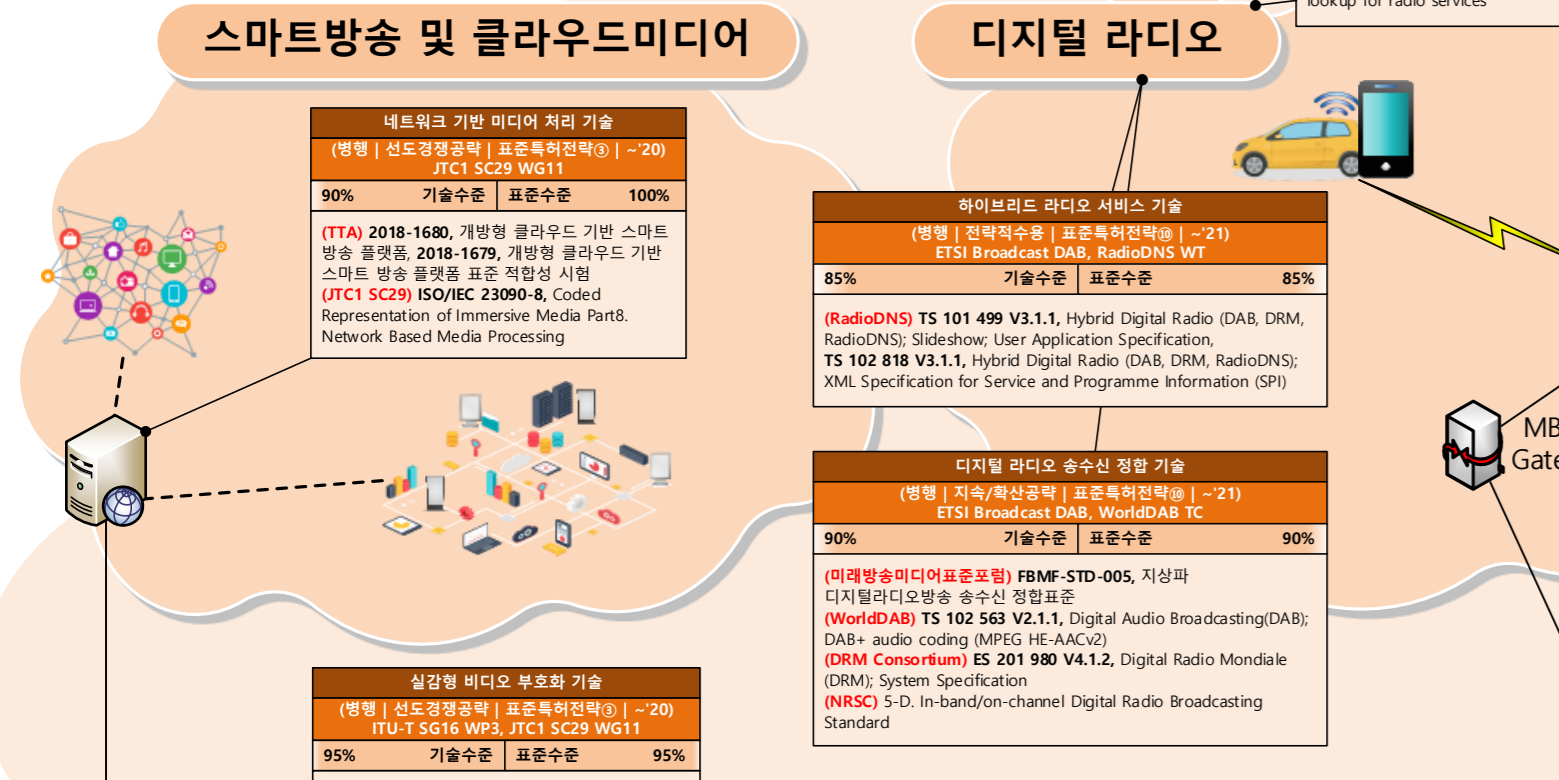 lookup for radio services
스마트방송 및 클라우드미디어
디지털 라디오
네트워크 기반 미디어 처리 기술
(병행 | 선도경쟁공략 | 표준특허전략③ | ~'20)
JTC1 SC29 WG11
90% 기술수준 표준수준 100%
(TTA) 2018-1680, 개방형 클라우드 기반 스마트
방송 플랫폼, 2018-1679, 개방형 클라우드 기반
스마트 방송 플랫폼 표준 적합성 시험
(JTC1 SC29) ISO/IEC 23090-8, Coded
Representation of Immersive Media Part8.
Network Based Media Processing
하이브리드 라디오 서비스 기술
(병행 | 전략적수용 | 표준특허전략⑩ | ~'21)
ETSI Broadcast DAB, RadioDNS WT
85% 기술수준 표준수준 85%
(RadioDNS) TS 101 499 V3.1.1, Hybrid Digital Radio (DAB, DRM,
RadioDNS); Slideshow; User Application Specification,
TS 102 818 V3.1.1, Hybrid Digital Radio (DAB, DRM, RadioDNS);
XML Specification for Service and Programme Information (SPI)
MB
Gate
디지털 라디오 송수신 정합 기술
(병행 | 지속/확산공략 | 표준특허전략⑩ | ~'21)
ETSI Broadcast DAB, WorldDAB TC
90% 기술수준 표준수준 90%
(미래방송미디어표준포럼) FBMF-STD-005, 지상파
디지털라디오방송 송수신 정합표준
(WorldDAB) TS 102 563 V2.1.1, Digital Audio Broadcasting(DAB);
DAB+ audio coding (MPEG HE-AACv2)
(DRM Consortium) ES 201 980 V4.1.2, Digital Radio Mondiale
(DRM); System Specification
(NRSC) 5-D. In-band/on-channel Digital Radio Broadcasting
Standard
실감형 비디오 부호화 기술
(병행 | 선도경쟁공략 | 표준특허전략③ | ~'20)
ITU-T SG16 WP3, JTC1 SC29 WG11
95% 기술수준 표준수준 95%